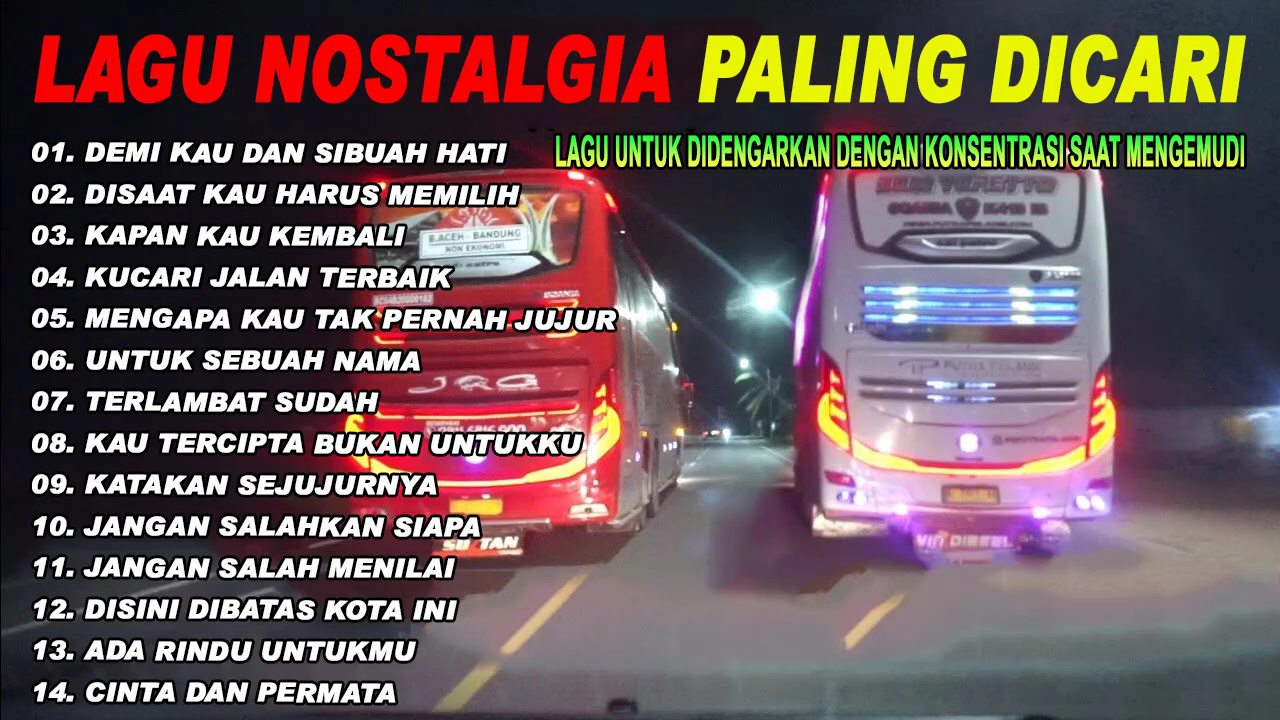 LAGU NOSTALGIA PALING DICARI
LAGU UNTUK DIDENGARKAN DENGAN KONSENTRASI SAAT MENGEMUDI
01. DEMI KAU DAN SIBUAH HATI
02. DISAAT KAU HARUS MEMILIH
03. KAPAN KAU KEMBALI
04. KUCARI JALAN TERBAIK
05. MENGAPA KAU TAK PERNAH JUJUR
06. UNTUK SEBUAH NAMA
07. TERLAMBAT SUDAH
08. KAU TERCIPTA BUKAN UNTUKKU
09. KATAKAN SEJUJURNYA
10. JANGAN SALAHKAN SIAPA
11. JANGAN SALAH MENILAI
12. DISINI DIBATAS KOTA INI
13. ADA RINDU UNTUKMU
14. CINTA DAN PERMATA
B.ACEH - BANDUNG
NON EKONOMI
JRG
SCANIA
VIN DIESEL